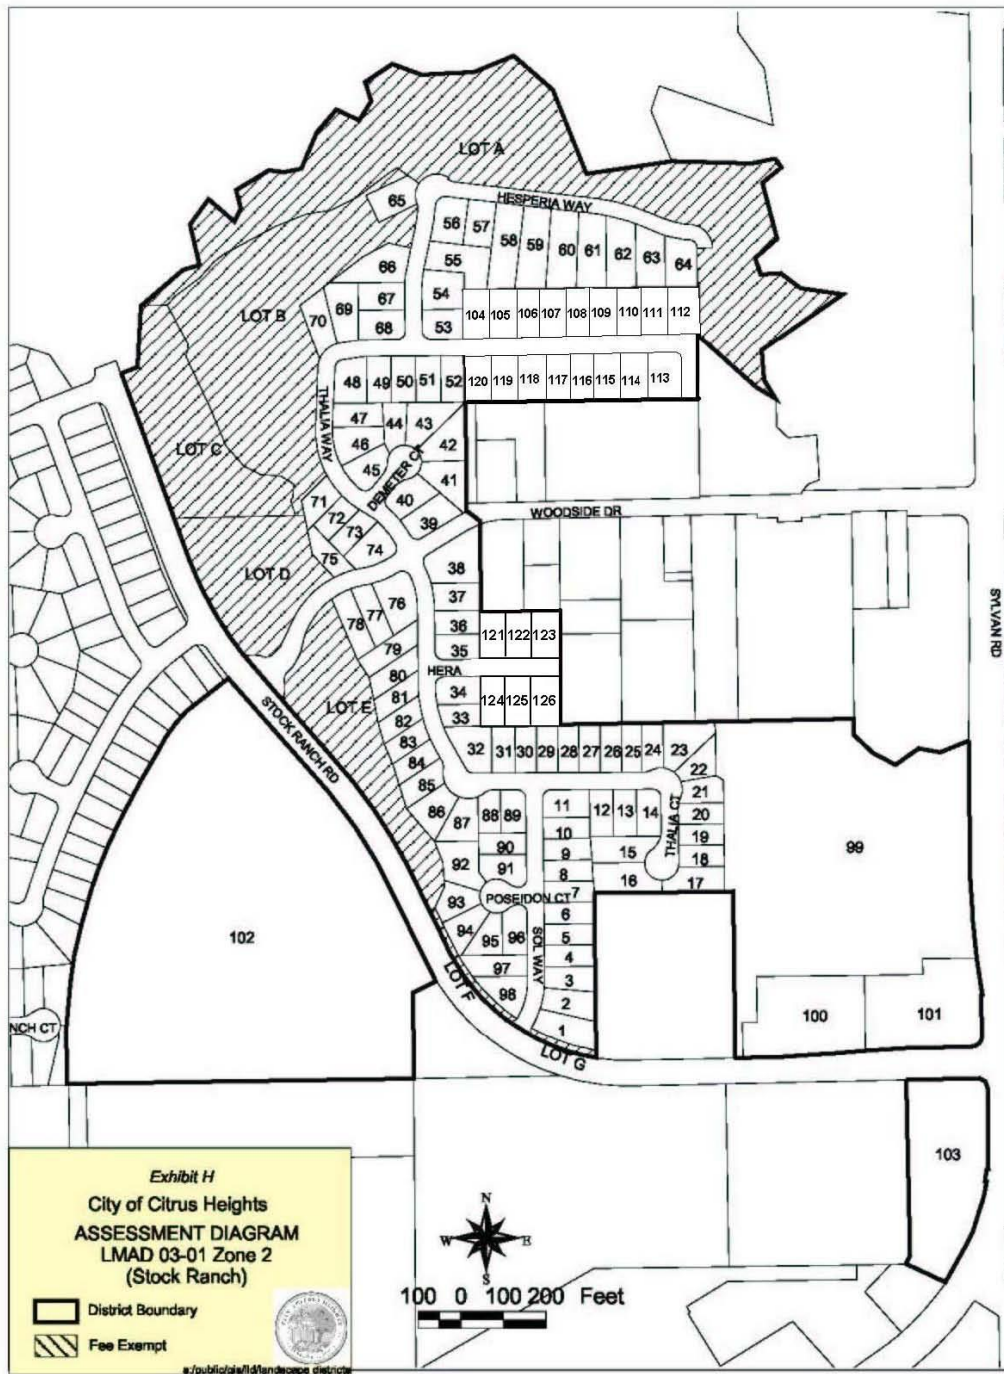 LOT A
65
HESPERIA WAY
56 57 58 59 60 61 62 63 64
55
66
54
LOT B
69 67
70
68 53
104 105 106 107 108 109 110 111 112
48 49 50 51 52 120 119 118 117 116 115 114 113
THALIA WAY
47 44 43
46 42
45
LOT C
DEMETER CT
41
71
40
72
73 39
74
75
WOODSIDE DR
LOT D
38
76
77 37
78
36
79 35
121 122 123
SYLVAN RD
HERA
80
81 34
124 125 126
82 33
LOT E
STOCK RANCH RD
83
84
85
86
87
32 31 30 29 28 27 26 25 24 23
22
21
20
19
18
17
THALIA CT
88 89
90
91
92
93
94
95 96
97
98
POSEIDON CT
SOL WAY
11 12 13 14
10 15
9
8 16
7
6
5
4
3
2
1
99
102
LOT F
LOT G
100 101
NCH CT
103
Exhibit H
City of Citrus Heights
ASSESSMENT DIAGRAM
LMAD 03-01 Zone 2
(Stock Ranch)
District Boundary
Fee Exempt
N
W E
S
100 0 100 200 Feet